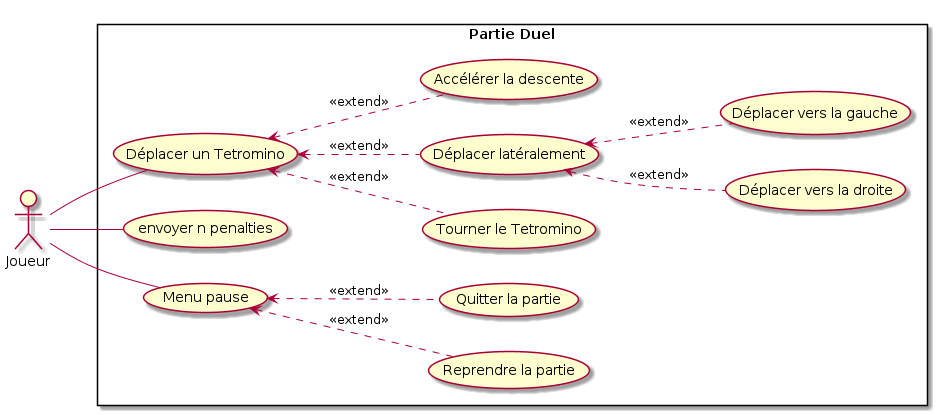 Partie Duel
Accélérer la descente
«extend»
Déplacer vers la gauche
«extend»
Déplacer un Tetromino
«extend»
Déplacer latéralement
«extend»
«extend»
Déplacer vers la droite
envoyer n penalties
Tourner le Tetromino
Joueur
Menu pause
«extend»
Quitter la partie
«extend»
Reprendre la partie